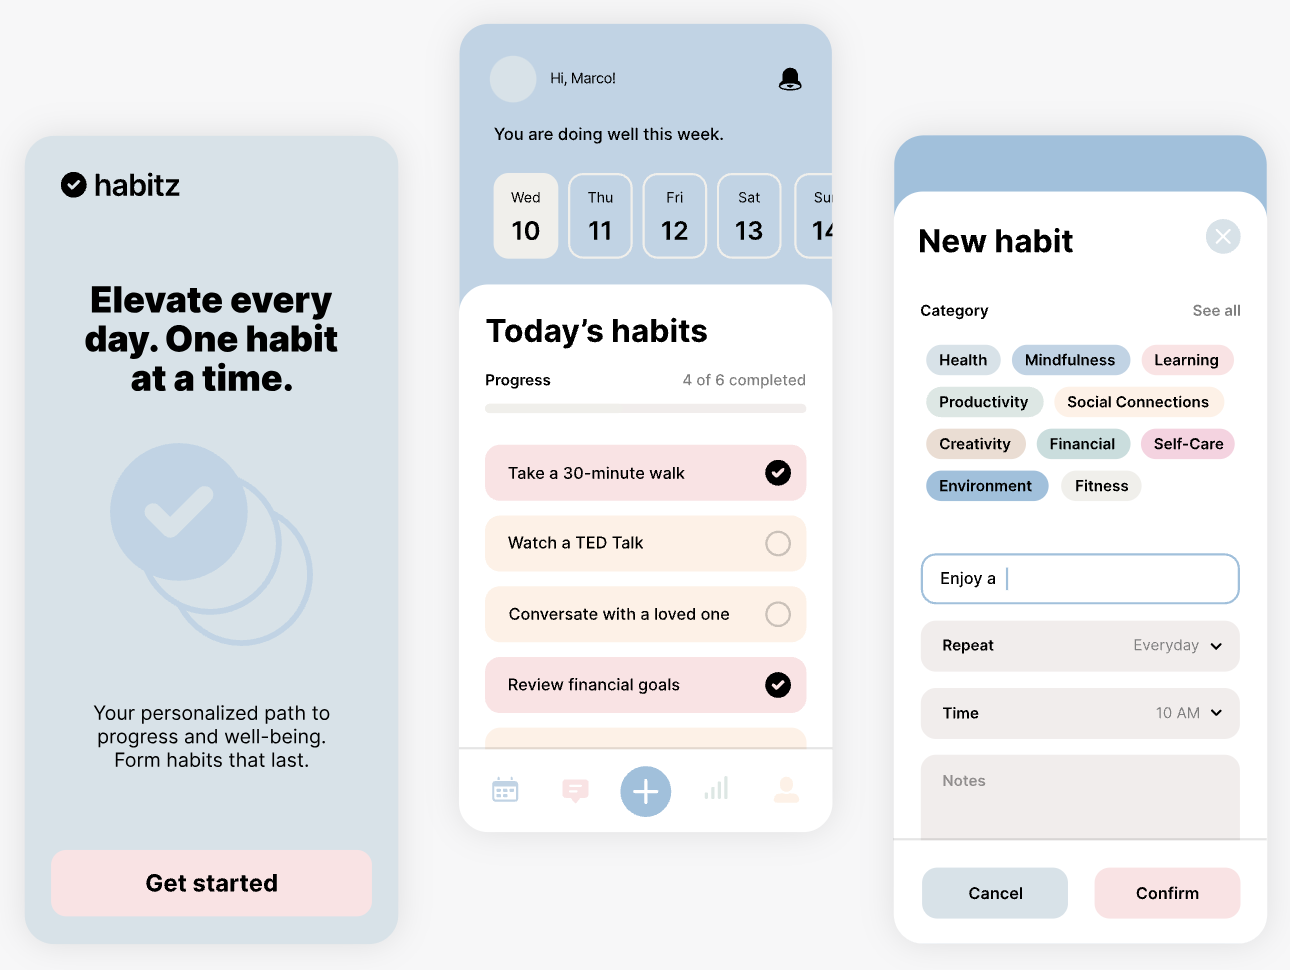 habitz
Elevate every
day. One habit
at a time.
Your personalized path to
progress and well-being.
Form habits that last.
Get started
Hi, Marco!
You are doing well this week.
Wed Thu Fri Sat Sun
10 11 12 13 14
Today’s habits
Progress 4 of 6 completed
Take a 30-minute walk
Watch a TED Talk
Conversate with a loved one
Review financial goals
New habit
Category See all
Health Mindfulness Learning
Productivity Social Connections
Creativity Financial Self-Care
Environment Fitness
Enjoy a
Repeat Everyday
Time 10 AM
Notes
Cancel Confirm